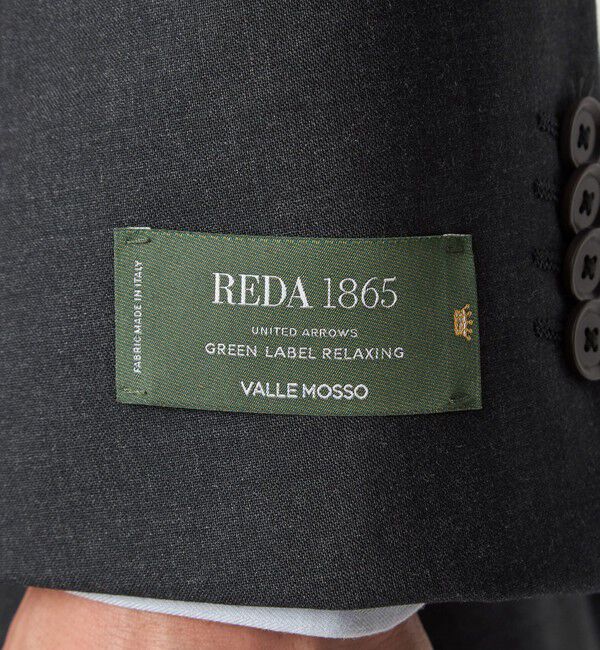 FABRIC MADE IN ITALY
REDA 1865
UNITED ARROWS
GREEN LABEL RELAXING
VALLE MOSSO